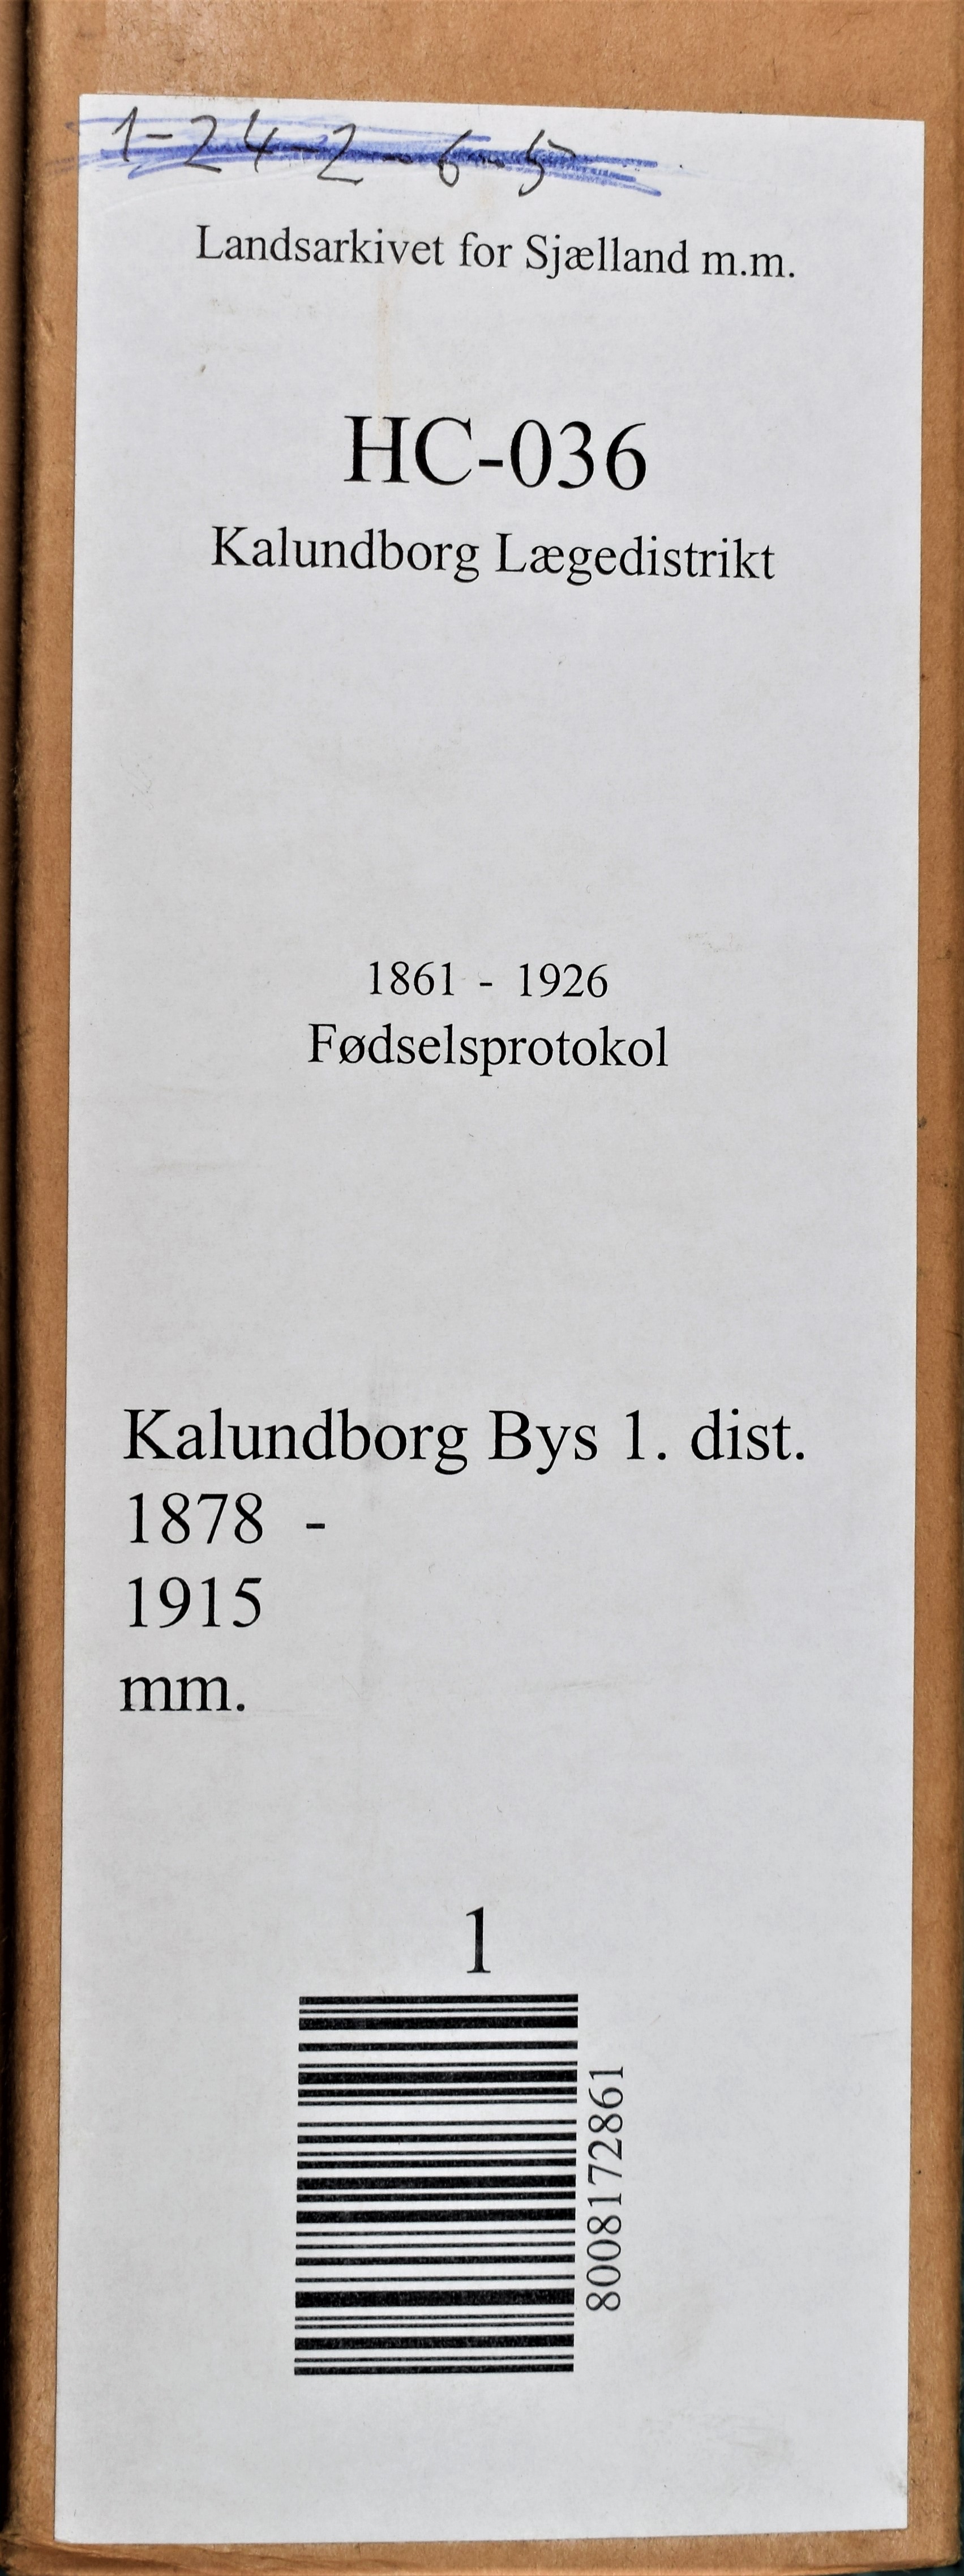 1-24-2-6-5
Landsarkivet for Sjælland m.m.
HC-036
Kalundborg Lægedistrikt
1861 - 1926
Fødselsprotokol
Kalundborg Bys 1. dist.
1878 -
1915
mm.
1
8008172861